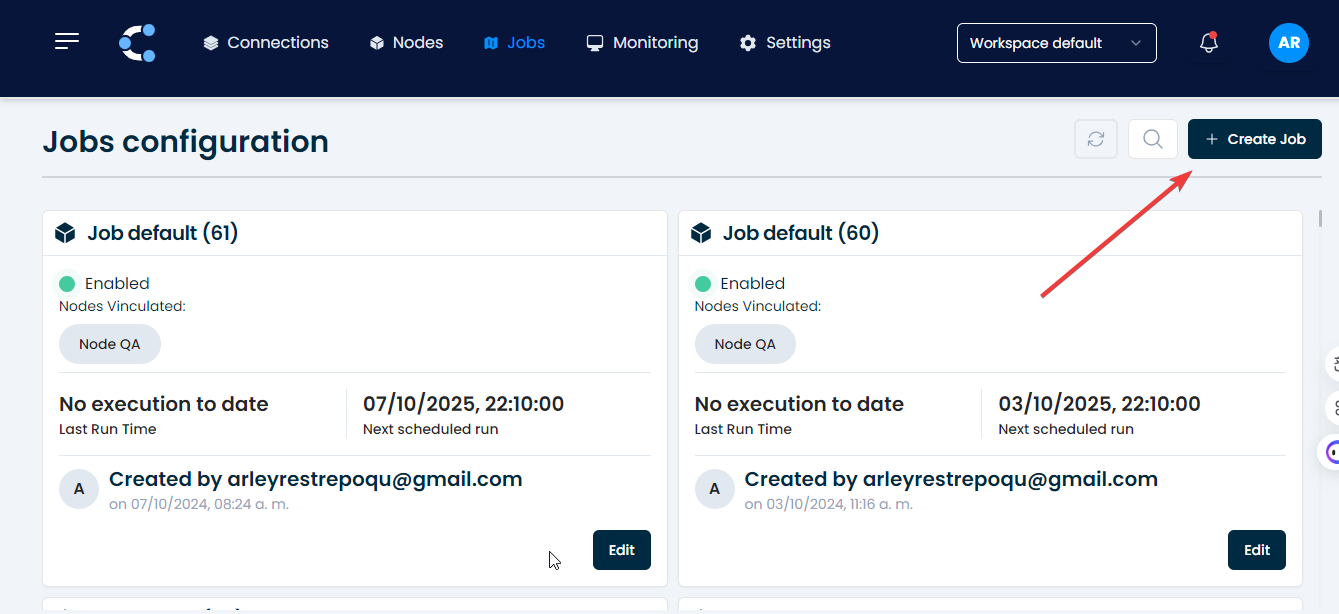 Connections
Nodes
Jobs
Monitoring
Settings
Workspace default
AR
Jobs configuration
Create Job
Job default (61)
Enabled
Nodes Vinculated:
Node QA
No execution to date
Last Run Time
07/10/2025, 22:10:00
Next scheduled run
A
Created by arleyrestrepoqu@gmail.com
on 07/10/2024, 08:24 a. m.
Edit
Job default (60)
Enabled
Nodes Vinculated:
Node QA
No execution to date
Last Run Time
03/10/2025, 22:10:00
Next scheduled run
A
Created by arleyrestrepoqu@gmail.com
on 03/10/2024, 11:16 a. m.
Edit